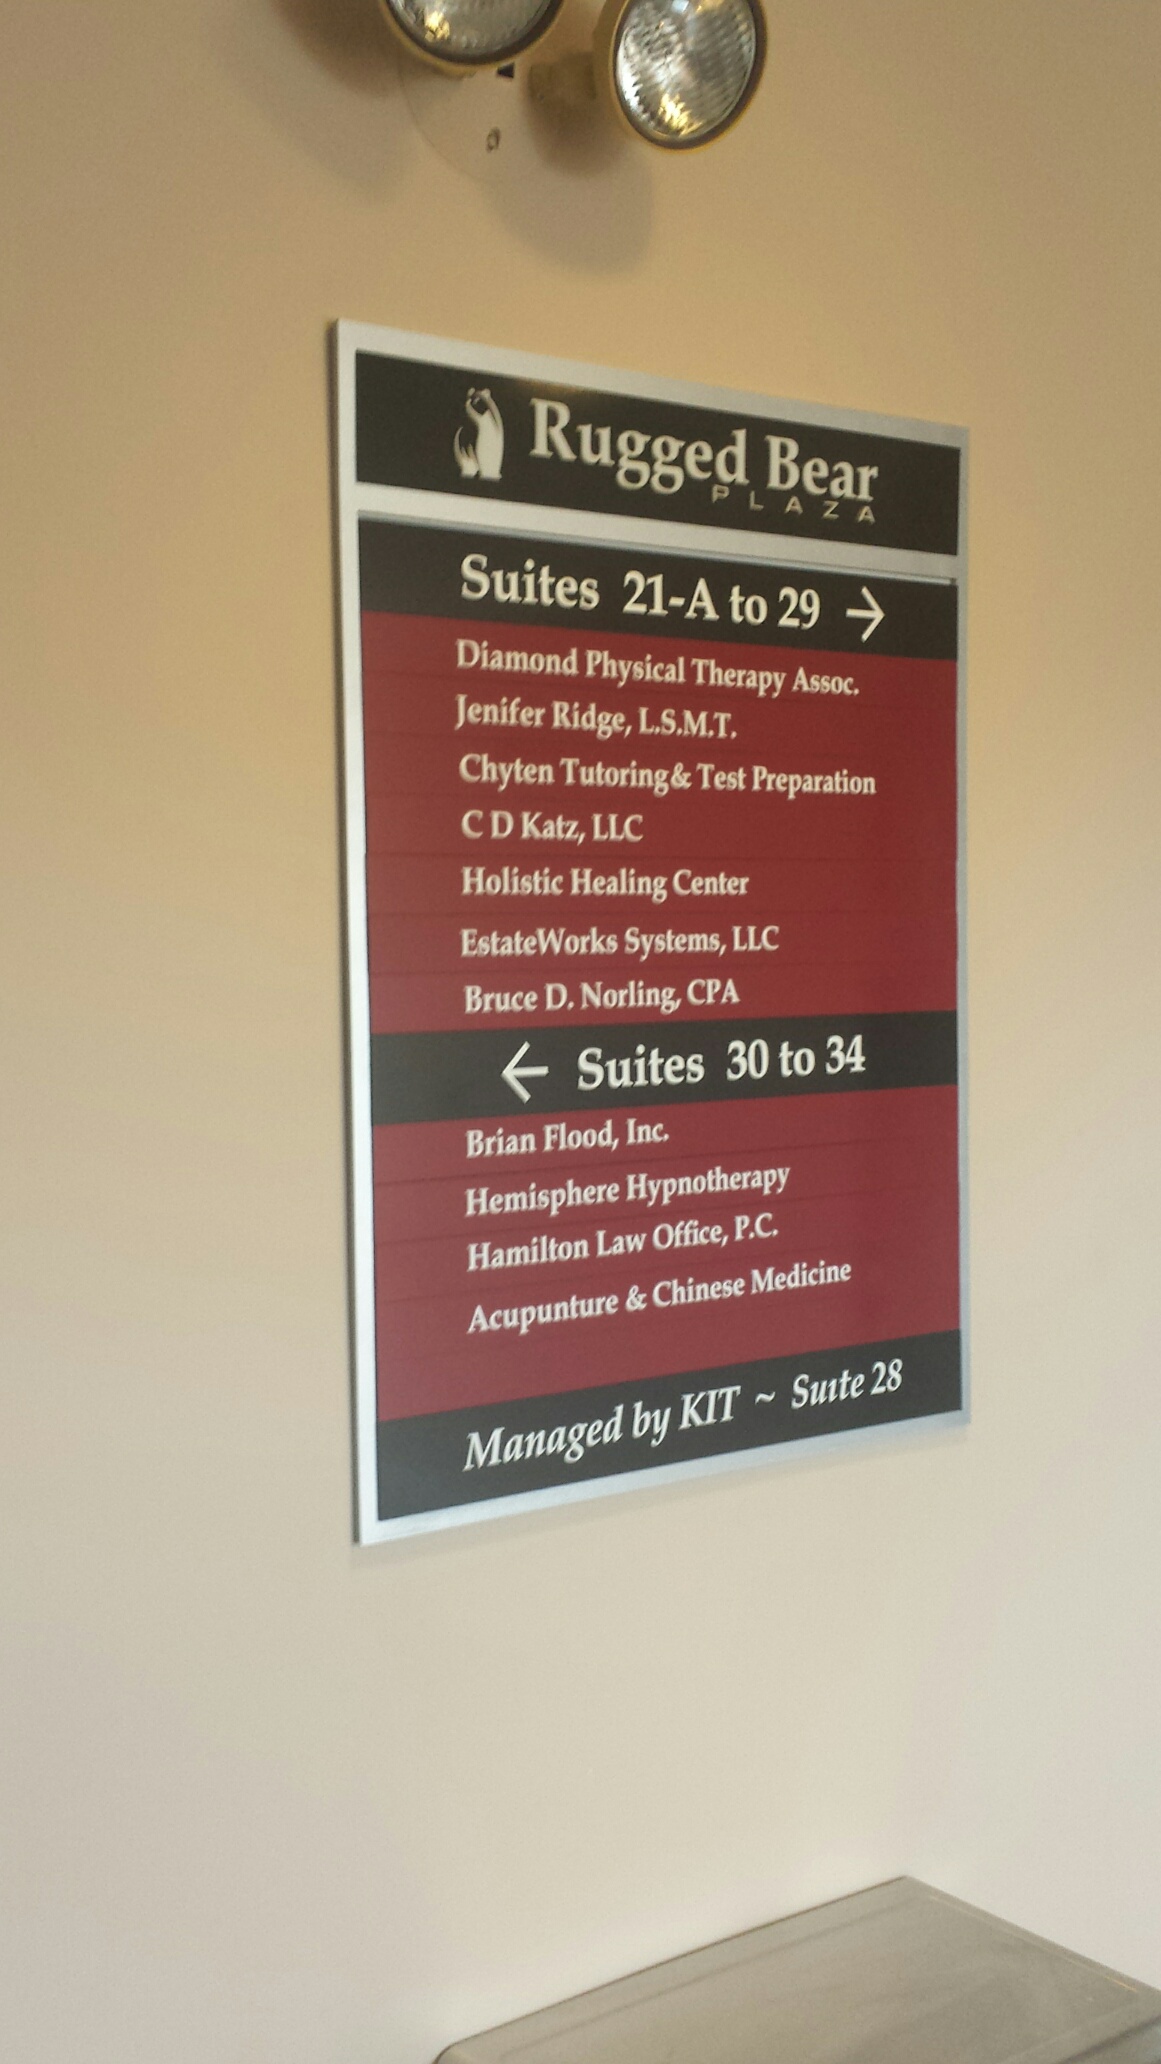 Rugged Bear
PLAZA
Suites 21-A to 29 →
Diamond Physical Therapy Assoc.
Jenifer Ridge, L.S.M.T.
Chyten Tutoring& Test Preparation
C D Katz, LLC
Holistic Healing Center
EstateWorks Systems, LLC
Bruce D. Norling, CPA
← Suites 30 to 34
Brian Flood, Inc.
Hemisphere Hypnotherapy
Hamilton Law Office, P.C.
Acupunture & Chinese Medicine
Managed by KIT ~ Suite 28